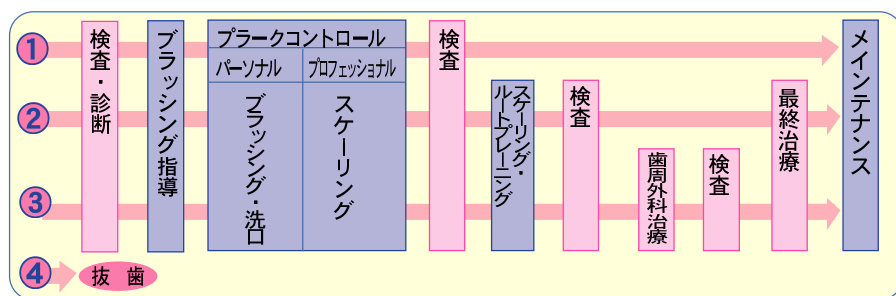 ①
②
③
④
検査・診断
ブラッシング指導
プラークコントロール
パーソナル
プロフェッショナル
ブラッシング・洗口
スケーリング
検査
スケーリング・
ルートプレーニング
検査
歯周外科治療
検査
最終治療
メインテナンス
抜 歯